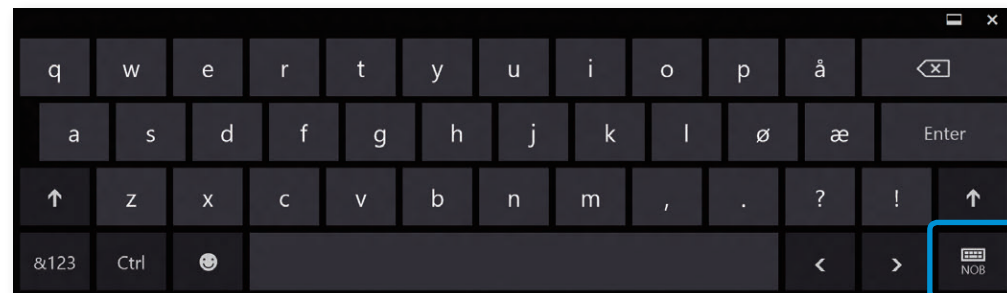 q w e r t y u i o p å
a s d f g h j k l ø æ Enter
z x c v b n m , . ? !
&123 Ctrl < > NOB